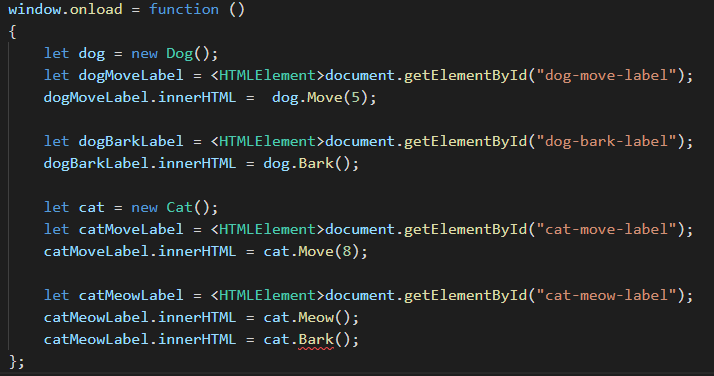 window.onload = function ()
{
    let dog = new Dog();
    let dogMoveLabel = <HTMLElement>document.getElementById("dog-move-label");
    dogMoveLabel.innerHTML =  dog.Move(5);

    let dogBarkLabel = <HTMLElement>document.getElementById("dog-bark-label");
    dogBarkLabel.innerHTML = dog.Bark();

    let cat = new Cat();
    let catMoveLabel = <HTMLElement>document.getElementById("cat-move-label");
    catMoveLabel.innerHTML = cat.Move(8);

    let catMeowLabel = <HTMLElement>document.getElementById("cat-meow-label");
    catMeowLabel.innerHTML = cat.Meow();
    catMeowLabel.innerHTML = cat.Bark();
};